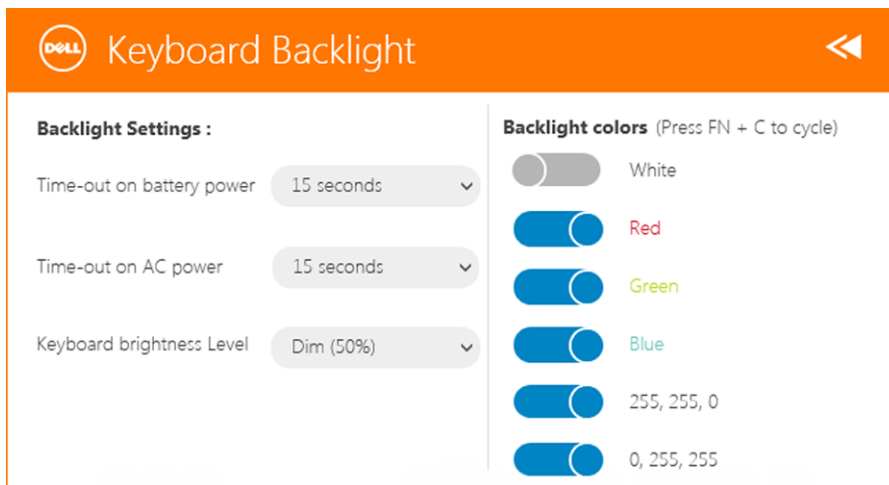 DELL Keyboard Backlight
Backlight Settings :
Time-out on battery power 15 seconds
Time-out on AC power 15 seconds
Keyboard brightness Level Dim (50%)
Backlight colors (Press FN + C to cycle)
White
Red
Green
Blue
255, 255, 0
0, 255, 255